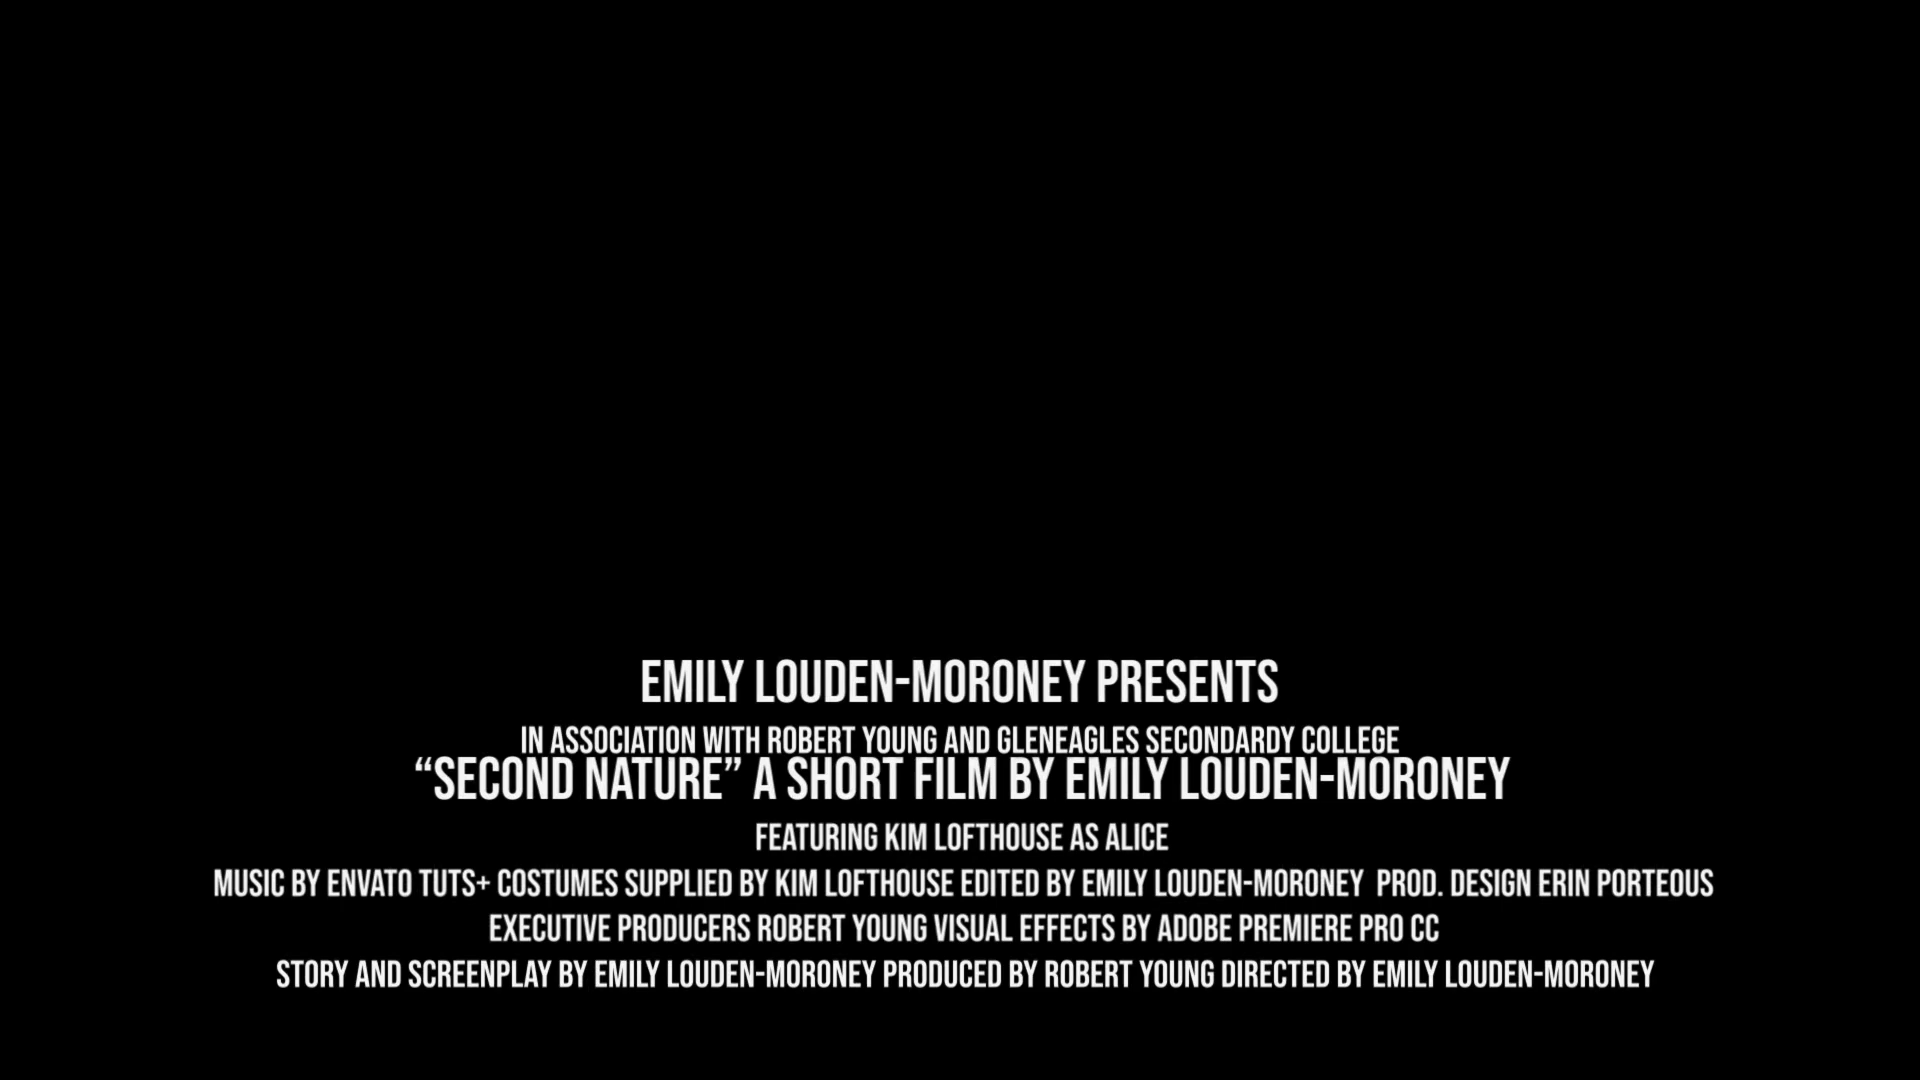 EMILY LOUDEN-MORONEY PRESENTS
IN ASSOCIATION WITH ROBERT YOUNG AND GLENEAGLES SECONDARDY COLLEGE
“SECOND NATURE” A SHORT FILM BY EMILY LOUDEN-MORONEY
FEATURING KIM LOFTHOUSE AS ALICE
MUSIC BY ENVATO TUTS+ COSTUMES SUPPLIED BY KIM LOFTHOUSE EDITED BY EMILY LOUDEN-MORONEY  PROD. DESIGN ERIN PORTEOUS
EXECUTIVE PRODUCERS ROBERT YOUNG VISUAL EFFECTS BY ADOBE PREMIERE PRO CC
STORY AND SCREENPLAY BY EMILY LOUDEN-MORONEY PRODUCED BY ROBERT YOUNG DIRECTED BY EMILY LOUDEN-MORONEY